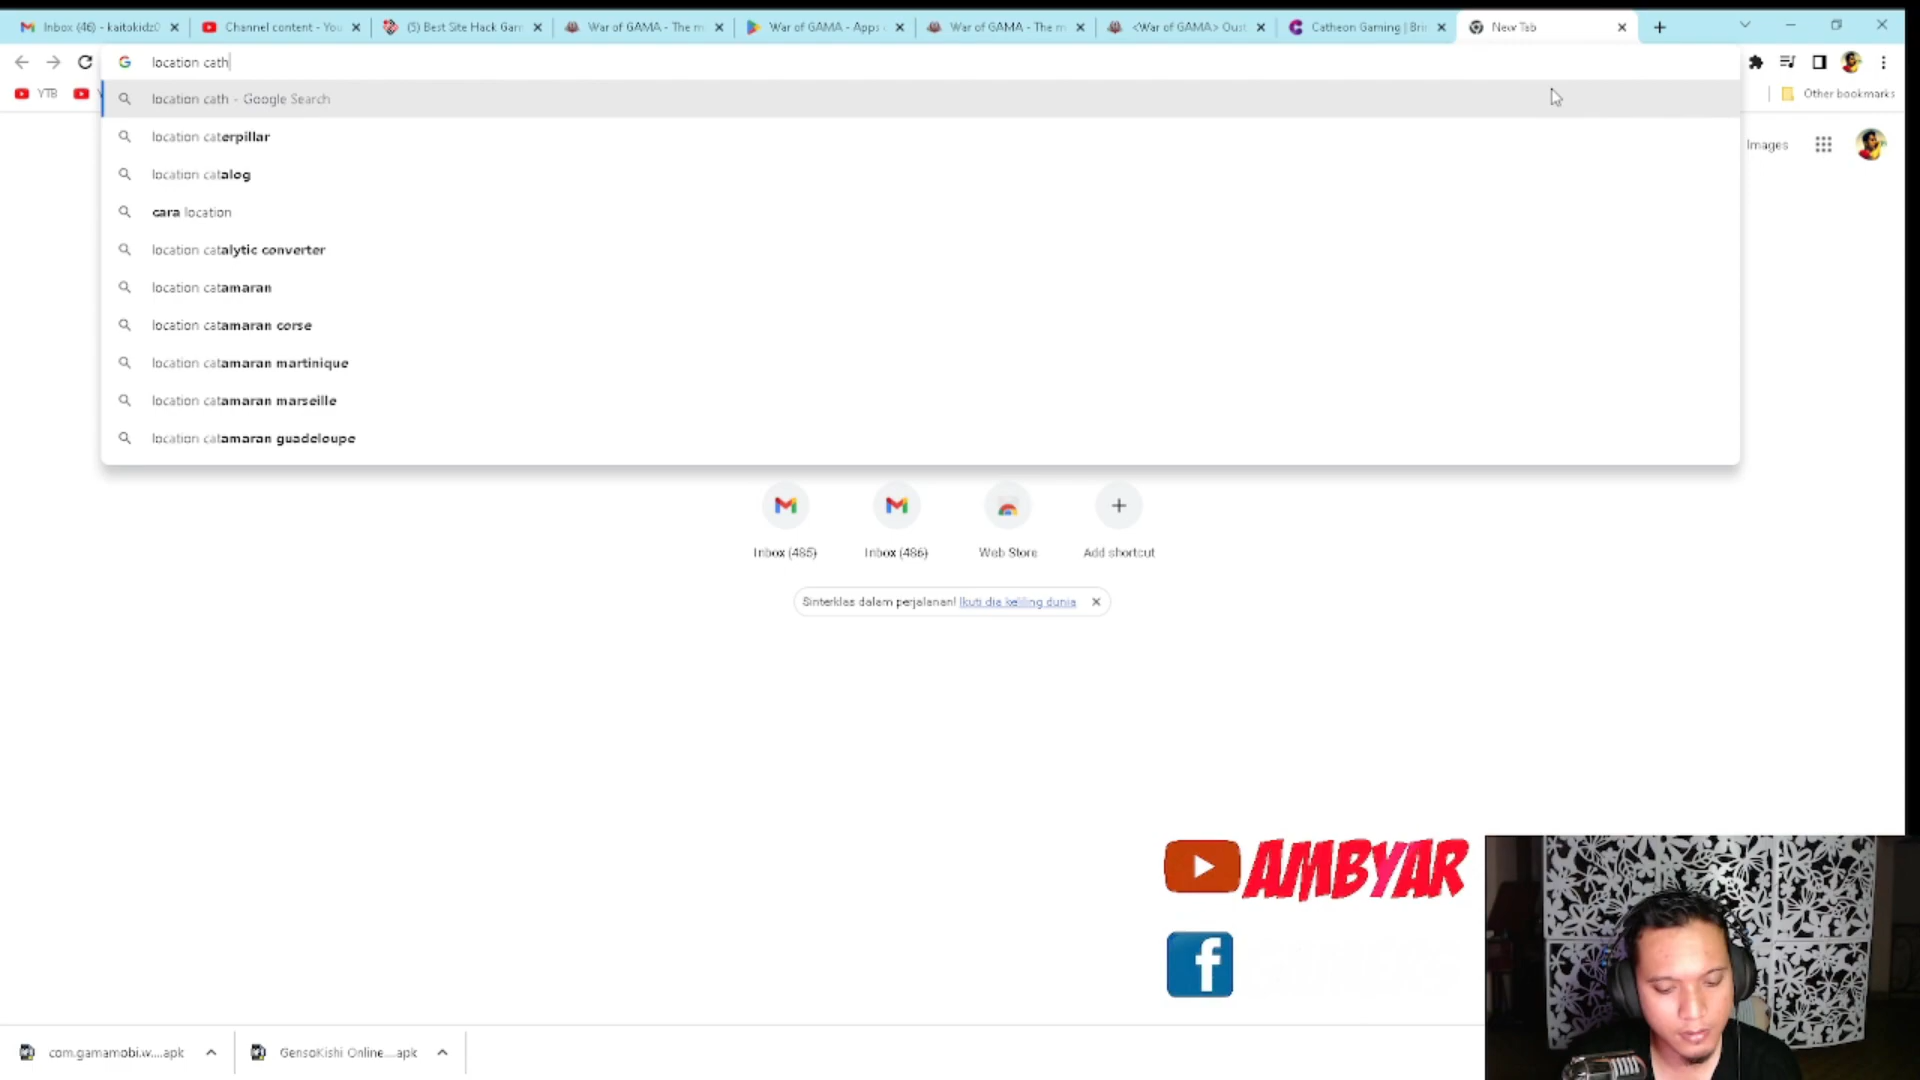 Inbox (46) - kaitokidz0
Channel content - You
(5) Best Site Hack Gam
War of GAMA - The m
War of GAMA - Apps
War of GAMA - The m
<War of GAMA> Oust
Catheon Gaming | Brin
New Tab
location cath
YTB
Other bookmarks
location cath - Google Search
location caterpillar
Images
location catalog
cara location
location catalytic converter
location catamaran
location catamaran corse
location catamaran martinique
location catamaran marseille
location catamaran guadeloupe
Inbox (485)
Inbox (486)
Web Store
Add shortcut
Sinterklas dalam perjalanan! Ikuti dia keliling dunia
AMBYAR
f
com.gamamobi.w....apk
GensoKishi Online....apk